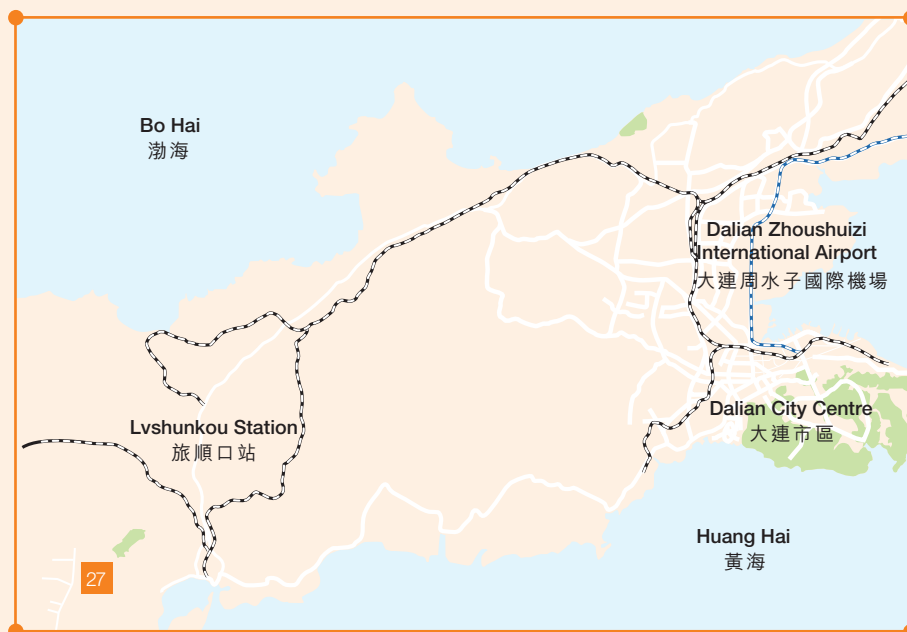 Bo Hai
渤海
Dalian Zhoushuizi
International Airport
大連周水子國際機場
Dalian City Centre
大連市區
Lvshunkou Station
旅順口站
Huang Hai
黃海
27